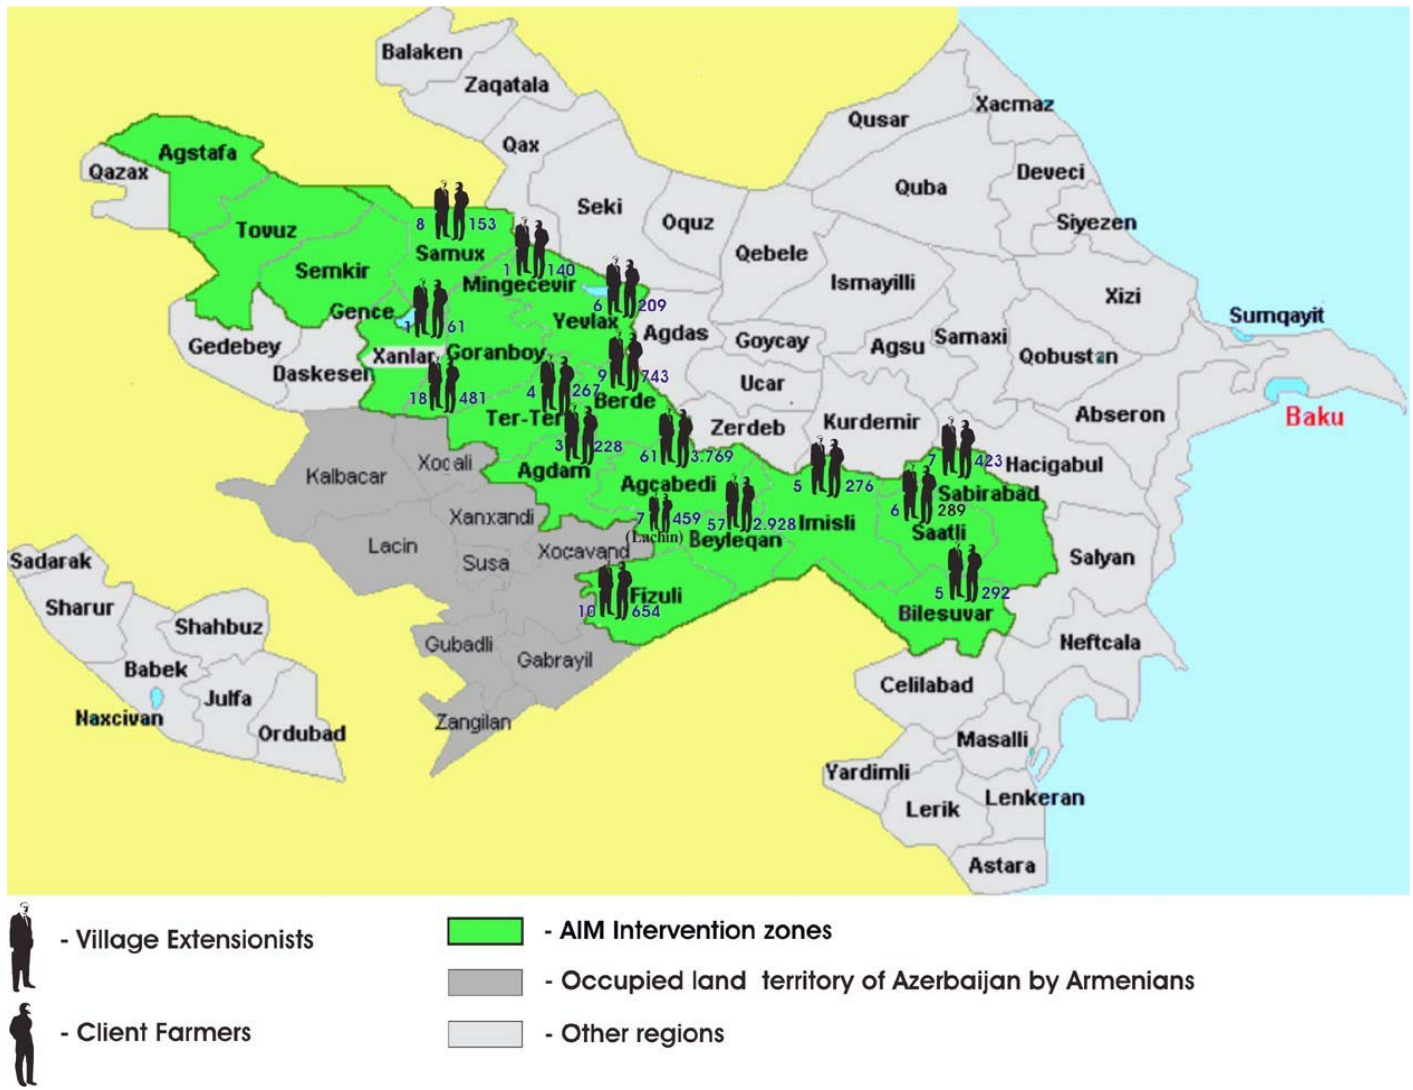 Balaken
Zaqatala
Xacmaz
Qusar
Qax
Agstafa
Qazax
Deveci
Quba
Seki
Oquz
Siyezen
8 153
Tovuz
Samux
Qebele
1 140
Semkir
Mingecevir
Ismayilli
Xizi
6 209
Gence
1 61
Yevlax
Agdas
Sumqayit
Gedebey
Goycay
Agsu
Samaxi
Xanlar
Goranboy
Qobustan
Daskesen
9 743
Ucar
18 481
4 267
Berde
Ter-Ter
Abseron
Baku
Zerdeb
Kurdemir
3 228
61 3.769
7 423
Xocali
Agdam
Hacigabul
Kalbacar
Agcabedi
5 276
Sabirabad
6 289
Xanxandi
7 459
(Lachin)
57 2.928
Imisli
Saatli
Lacin
Beyleqan
Xocavand
Susa
Salyan
Sadarak
Sharur
Fizuli
10 654
5 292
Bilesuvar
Shahbuz
Gubadli
Neftcala
Gabrayil
Babek
Celilabad
Julfa
Naxcivan
Zangilan
Ordubad
Masalli
Yardimli
Lerik
Lenkeran
Astara
- Village Extensionists
- AIM Intervention zones
- Occupied land territory of Azerbaijan by Armenians
- Client Farmers
- Other regions